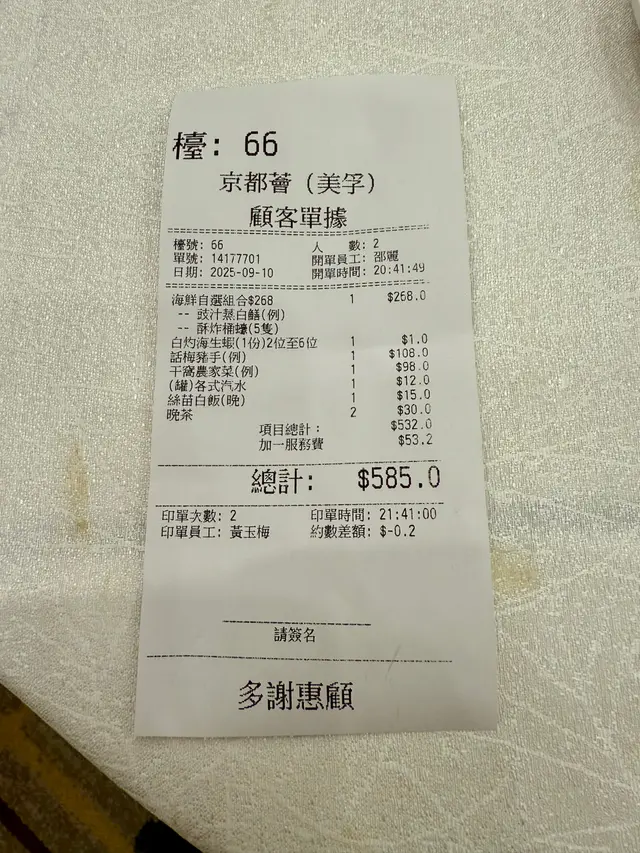 檯: 66
京都薈 (美孚)
顧客單據
檯號: 66 人 數: 2
單號: 14177701 開單員工: 邵麗
日期: 2025-09-10 開單時間: 20:41:49
海鮮自選組合$268 1 $268.0
-- 豉汁蒸白鱔(例)
-- 酥炸桶蠔(5隻)
白灼海生蝦(1份)2位至6位 1 $1.0
話梅豬手(例) 1 $108.0
干窩農家菜(例) 1 $98.0
(罐)各式汽水 1 $12.0
絲苗白飯(晚) 1 $15.0
晚茶 2 $30.0
項目總計: $532.0
加一服務費 $53.2
總計: $585.0
印單次數: 2 印單時間: 21:41:00
印單員工: 黃玉梅 約數差額: $-0.2
請簽名
多謝惠顧